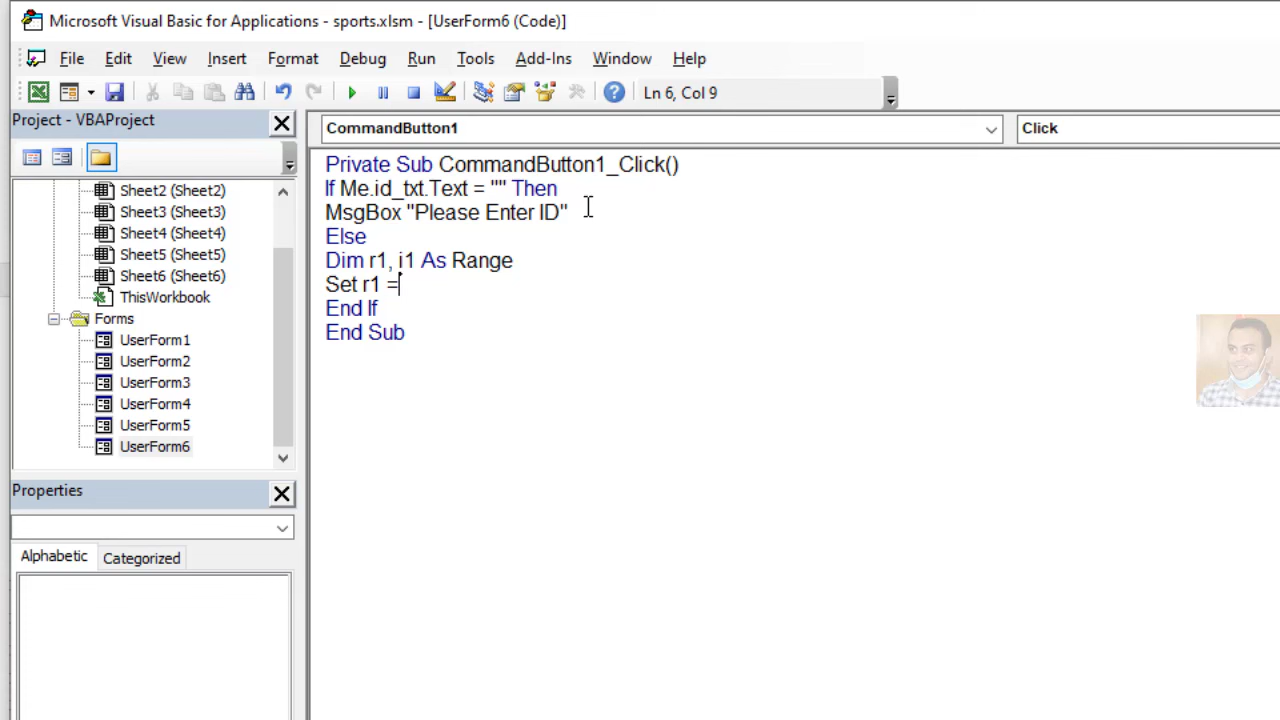 Microsoft Visual Basic for Applications - sports.xlsm - [UserForm6 (Code)]
File Edit View Insert Format Debug Run Tools Add-Ins Window Help
Ln 6, Col 9
Project - VBAProject
CommandButton1
Click
Sheet2 (Sheet2)
Sheet3 (Sheet3)
Sheet4 (Sheet4)
Sheet5 (Sheet5)
Sheet6 (Sheet6)
ThisWorkbook
Forms
UserForm1
UserForm2
UserForm3
UserForm4
UserForm5
UserForm6
Properties
Alphabetic Categorized
Private Sub CommandButton1_Click()
If Me.id_txt.Text = "" Then
MsgBox "Please Enter ID"
Else
Dim r1, i1 As Range
Set r1 =
End If
End Sub